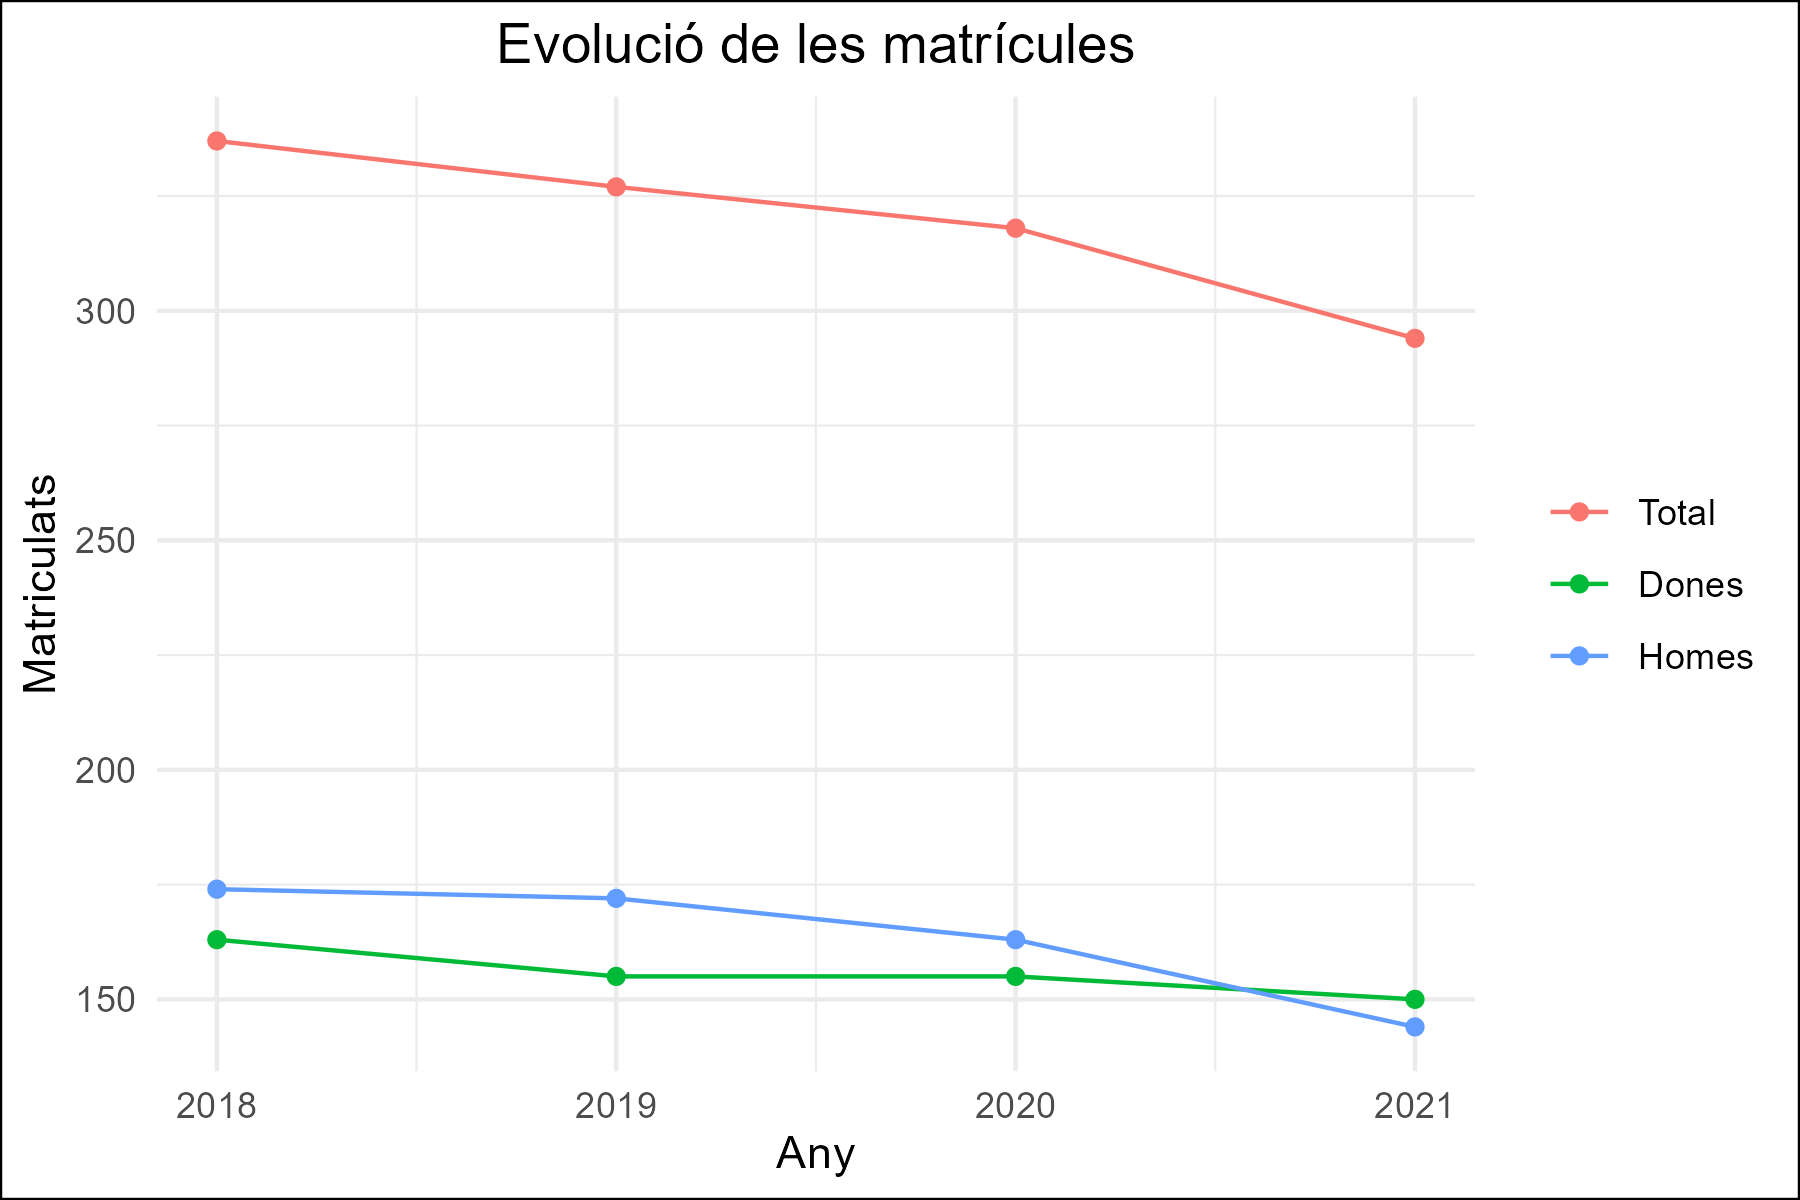 Evolució de les matrícules
Matriculats
300
250
200
150
2018 2019 2020 2021
Any
Total
Dones
Homes